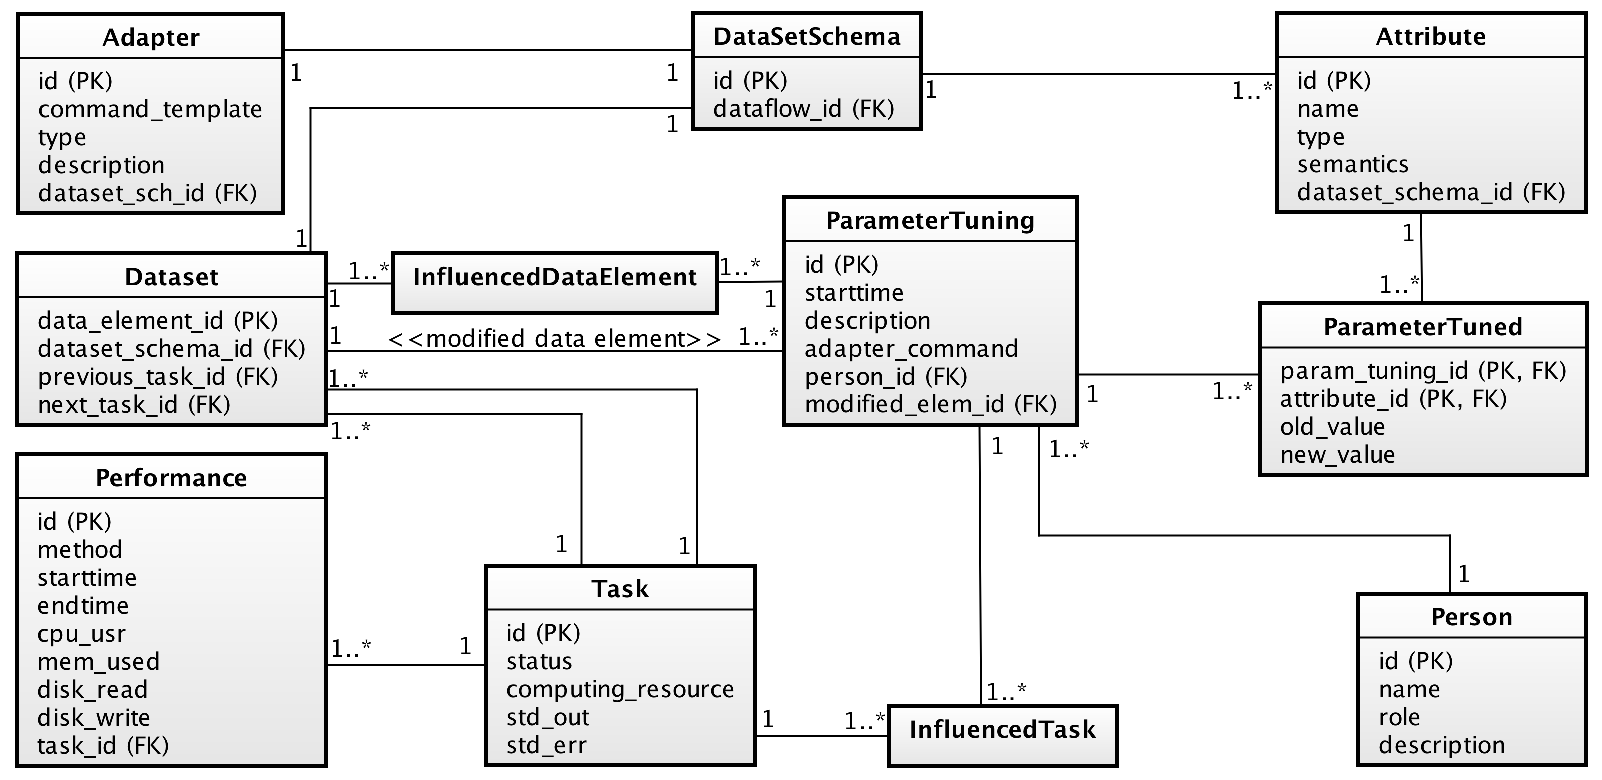 Adapter
id (PK)
command_template
type
description
dataset_sch_id (FK)
1
1
DataSetSchema
id (PK)
dataflow_id (FK)
1
1
1..*
Attribute
id (PK)
name
type
semantics
dataset_schema_id (FK)
1
1..*
1
Dataset
data_element_id (PK)
dataset_schema_id (FK)
previous_task_id (FK)
next_task_id (FK)
1..*
1
InfluencedDataElement
1..*
1
1
<<modified data element>>
1..*
1..*
1..*
ParameterTuning
id (PK)
starttime
description
adapter_command
person_id (FK)
modified_elem_id (FK)
1
1..*
ParameterTuned
param_tuning_id (PK, FK)
attribute_id (PK, FK)
old_value
new_value
1
1..*
Performance
id (PK)
method
starttime
endtime
cpu_usr
mem_used
disk_read
disk_write
task_id (FK)
1..*
1
1
1
Task
id (PK)
status
computing_resource
std_out
std_err
1
1..*
1..*
InfluencedTask
1
Person
id (PK)
name
role
description